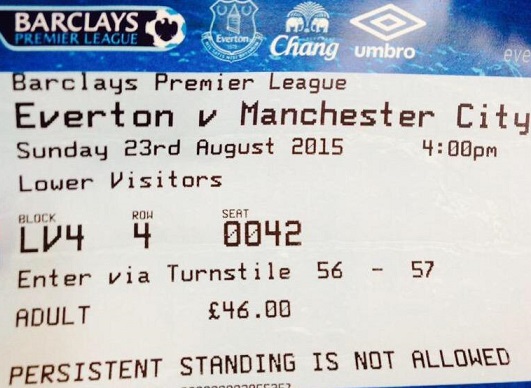 BARCLAYS
PREMIER LEAGUE
Everton
1878
Chang
umbro
eve
Barclays Premier League
Everton v Manchester City
Sunday 23rd August 2015 4:00pm
Lower Visitors
BLOCK ROW SEAT
LV4 4 0042
Enter via Turnstile 56 - 57
ADULT £46.00
PERSISTENT STANDING IS NOT ALLOWED